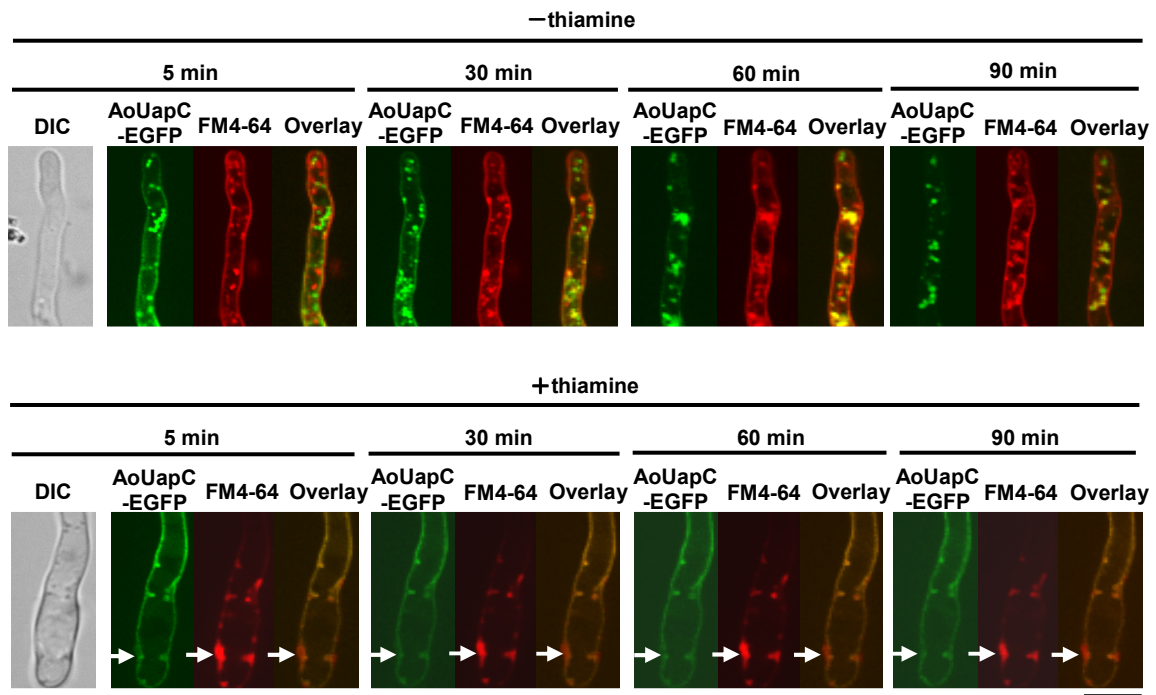 −thiamine
5 min 30 min 60 min 90 min
DIC AoUapC -EGFP FM4-64 Overlay AoUapC -EGFP FM4-64 Overlay AoUapC -EGFP FM4-64 Overlay AoUapC -EGFP FM4-64 Overlay
+thiamine
5 min 30 min 60 min 90 min
DIC AoUapC -EGFP FM4-64 Overlay AoUapC -EGFP FM4-64 Overlay AoUapC -EGFP FM4-64 Overlay AoUapC -EGFP FM4-64 Overlay